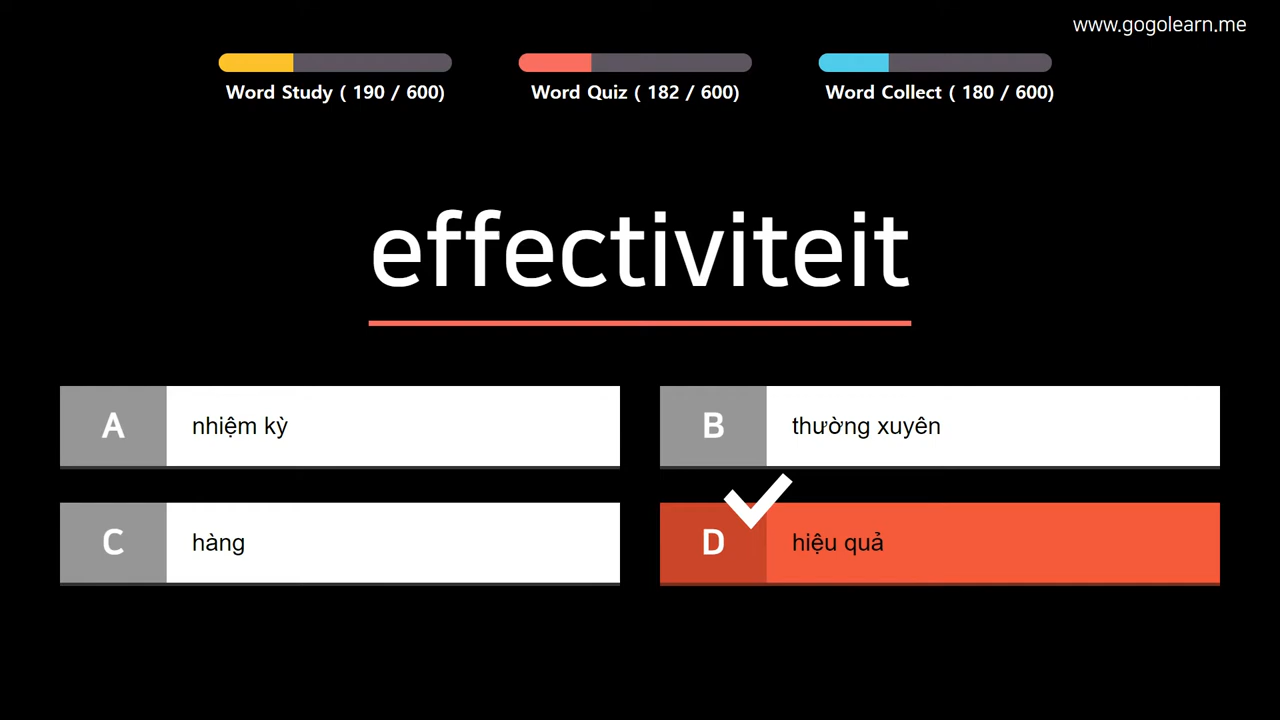 www.gogolearn.me
Word Study ( 190 / 600)
Word Quiz ( 182 / 600)
Word Collect ( 180 / 600)
effectiviteit
A nhiệm kỳ
B thường xuyên
C hàng
D hiệu quả